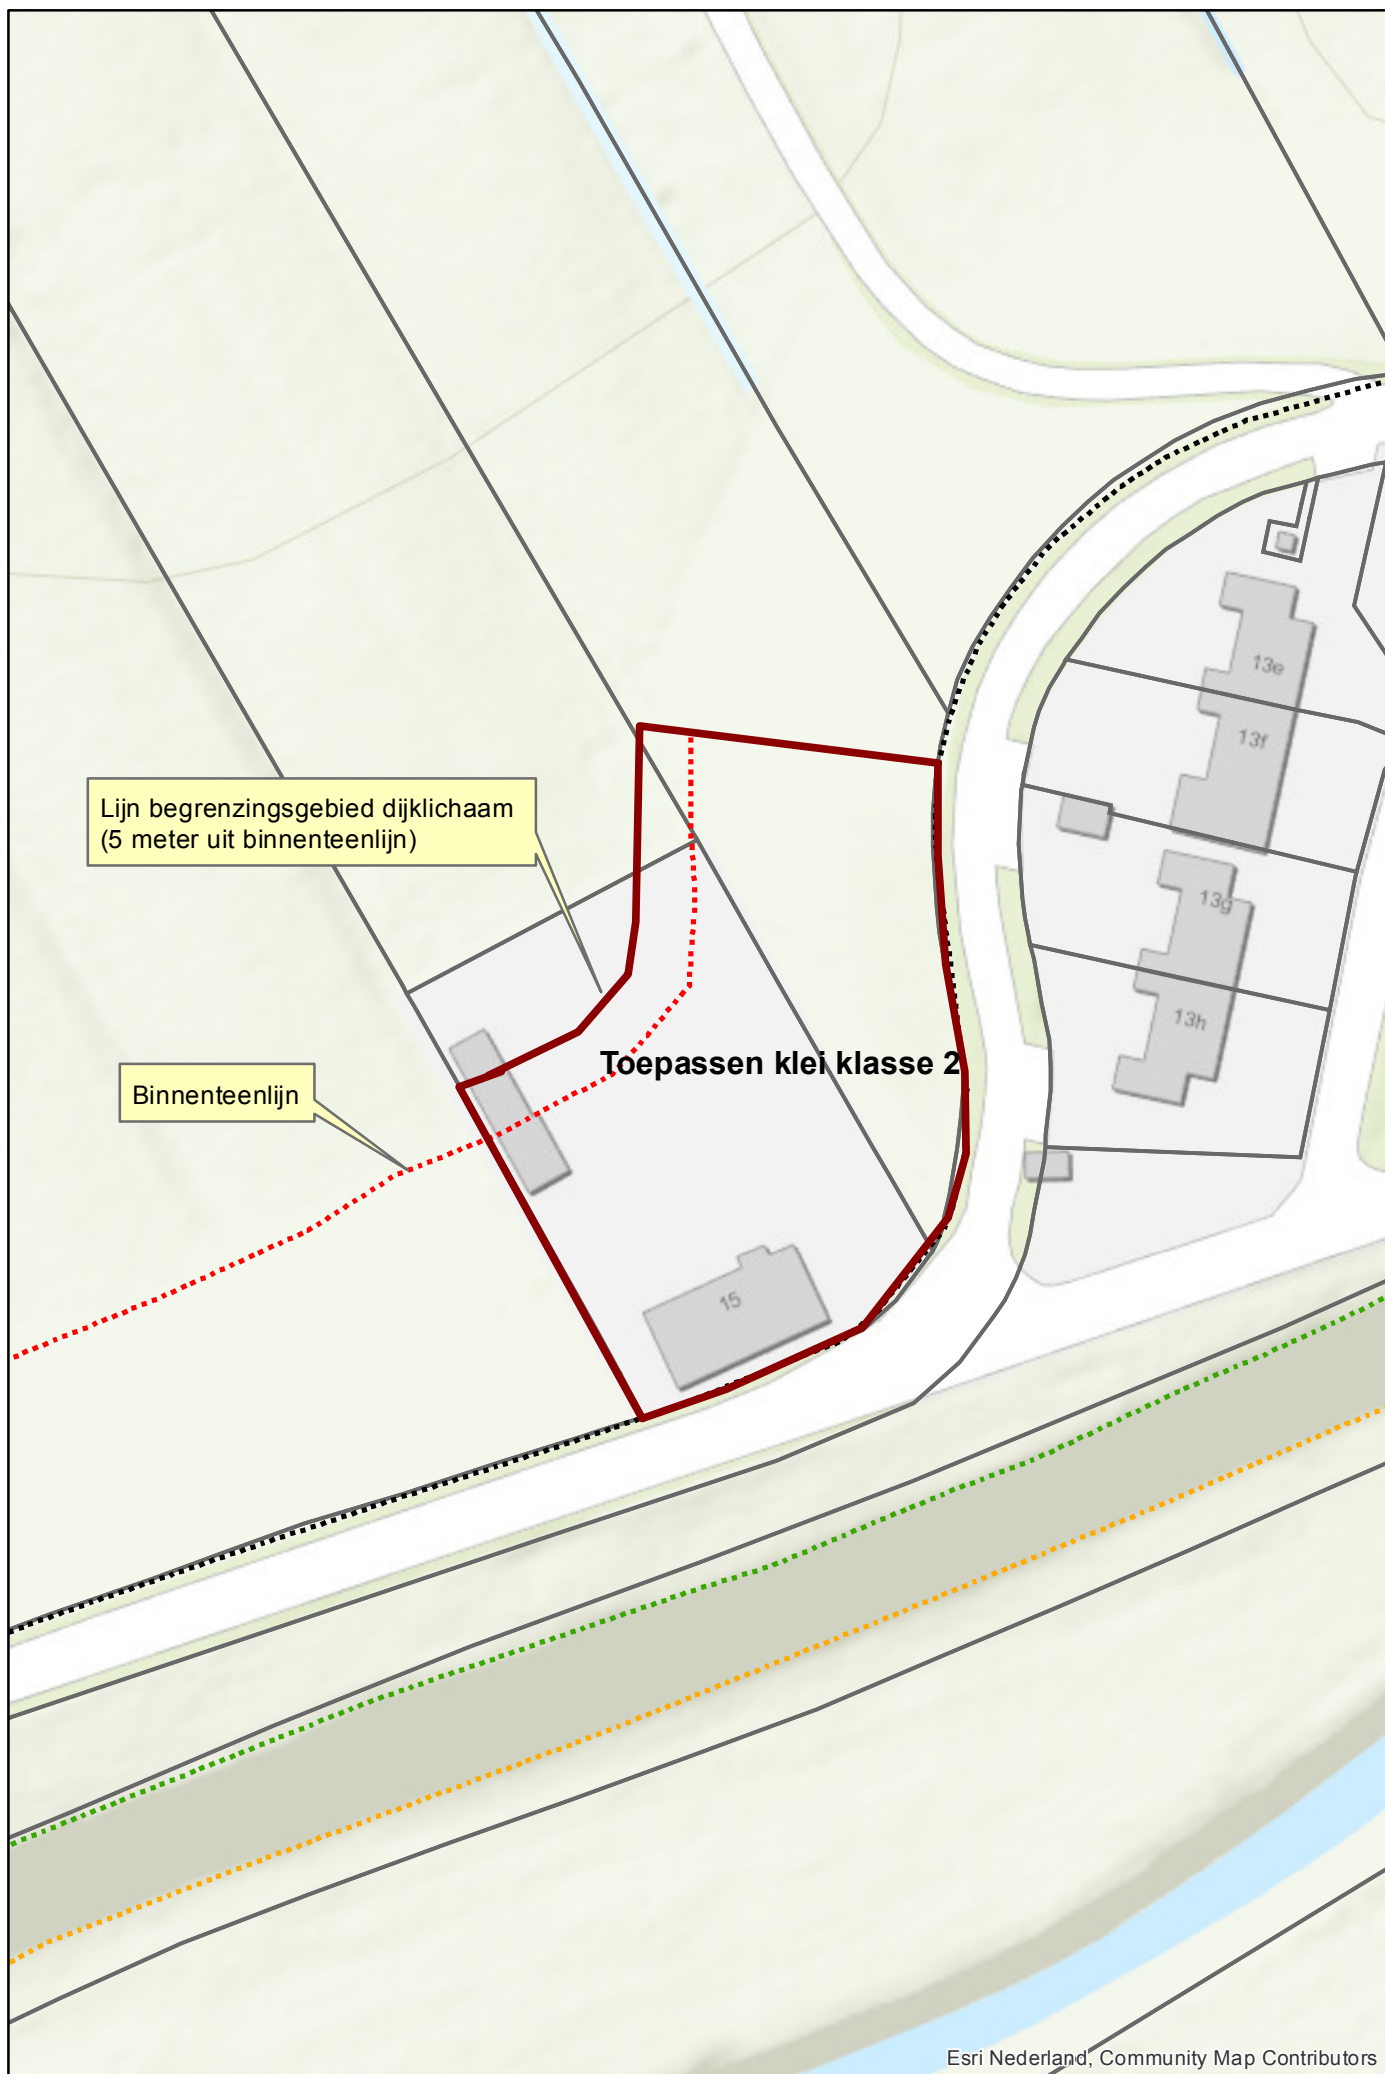 13e
13f
Lijn begrenzingsgebied dijklichaam
(5 meter uit binnenteenlijn)
13g
13h
Toepassen klei klasse 2
Binnenteenlijn
15
Esri Nederland, Community Map Contributors